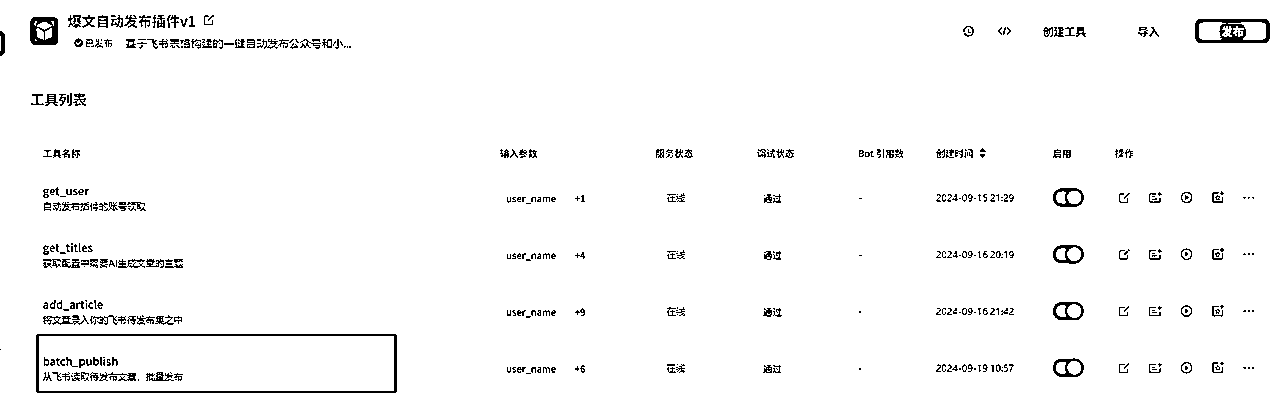 爆文自动发布插件v1
已发布 基于飞书表格构建的一键自动发布公众号和小...
创建工具 导入 发布
工具列表
工具名称 输入参数 服务状态 调试状态 Bot 引用数 创建时间 启用 操作
get_user
自动发布插件的账号领取
user_name +1 在线 通过 - 2024-09-15 21:29
get_titles
获取配置中需要AI生成文章的主题
user_name +4 在线 通过 - 2024-09-16 20:19
add_article
将文章录入你的飞书待发布集之中
user_name +9 在线 通过 - 2024-09-16 21:42
batch_publish
从飞书读取待发布文章，批量发布
user_name +6 在线 通过 - 2024-09-19 10:57